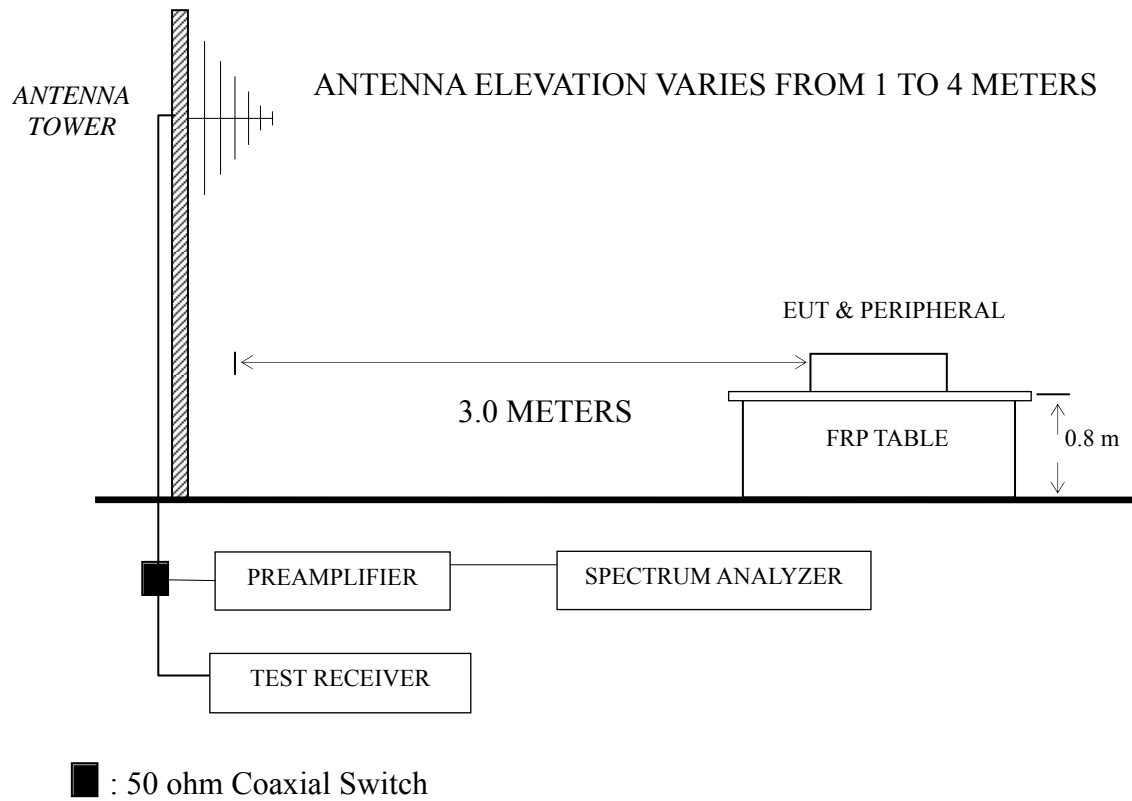 ANTENNA ELEVATION VARIES FROM 1 TO 4 METERS
ANTENNA
TOWER
EUT & PERIPHERAL
3.0 METERS
FRP TABLE
0.8 m
PREAMPLIFIER
SPECTRUM ANALYZER
TEST RECEIVER
: 50 ohm Coaxial Switch